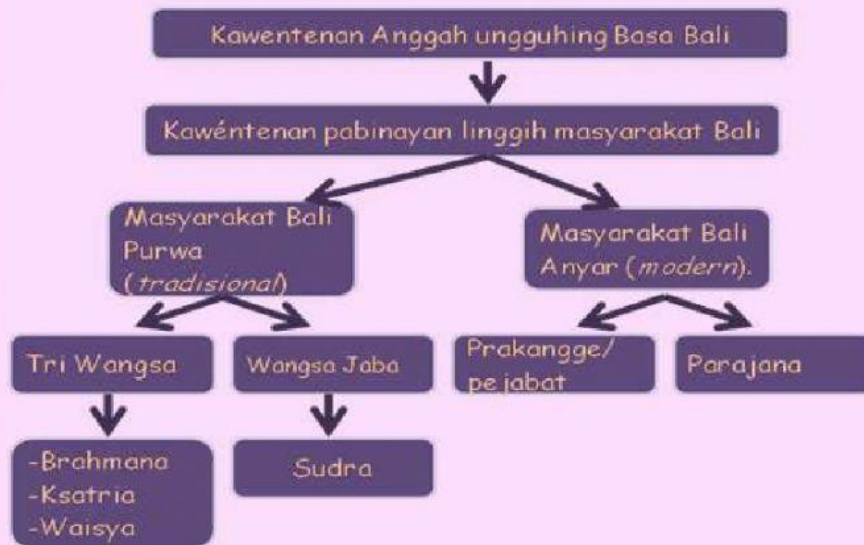 Kawentenan Anggah ungguhing Basa Bali
Kawéntenan pabinayan linggih masyarakat Bali
Masyarakat Bali
Purwa
(tradisional)
Masyarakat Bali
Anyar (modern).
Tri Wangsa
Wangsa Jaba
Prakangge/
pejabat
Parajana
-Brahmana
-Ksatria
-Waisya
Sudra